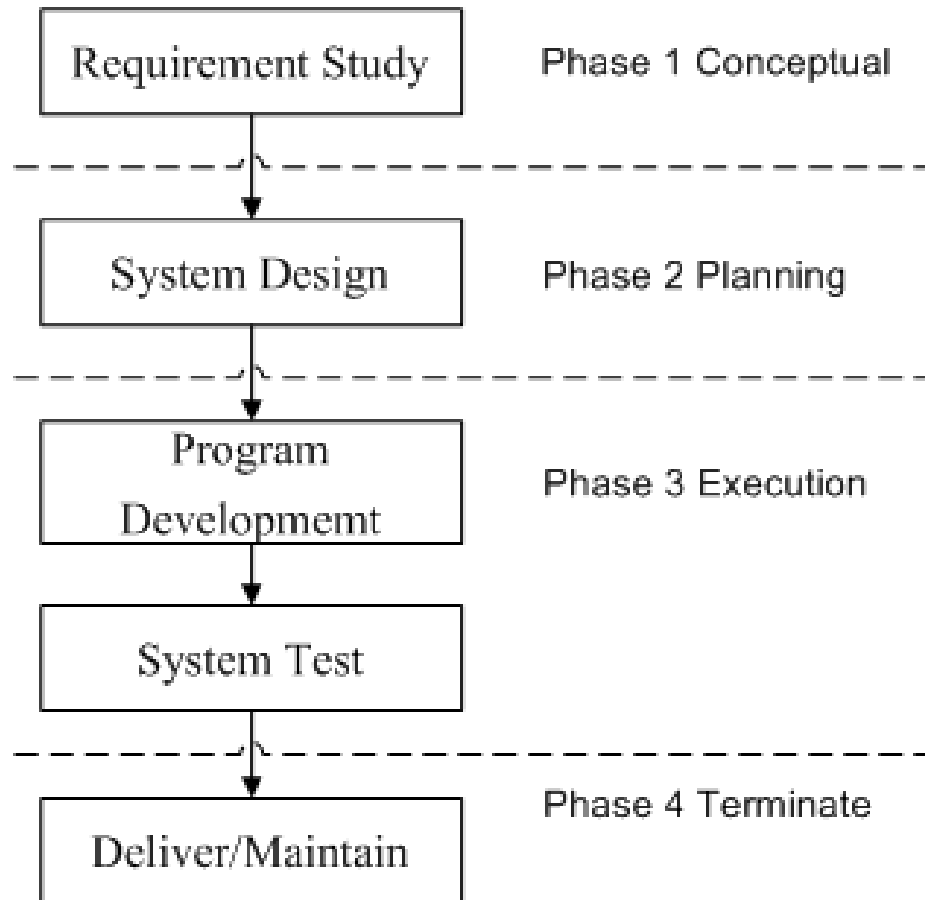 Requirement Study
Phase 1 Conceptual
System Design
Phase 2 Planning
Program
Developmemt
Phase 3 Execution
System Test
Phase 4 Terminate
Deliver/Maintain